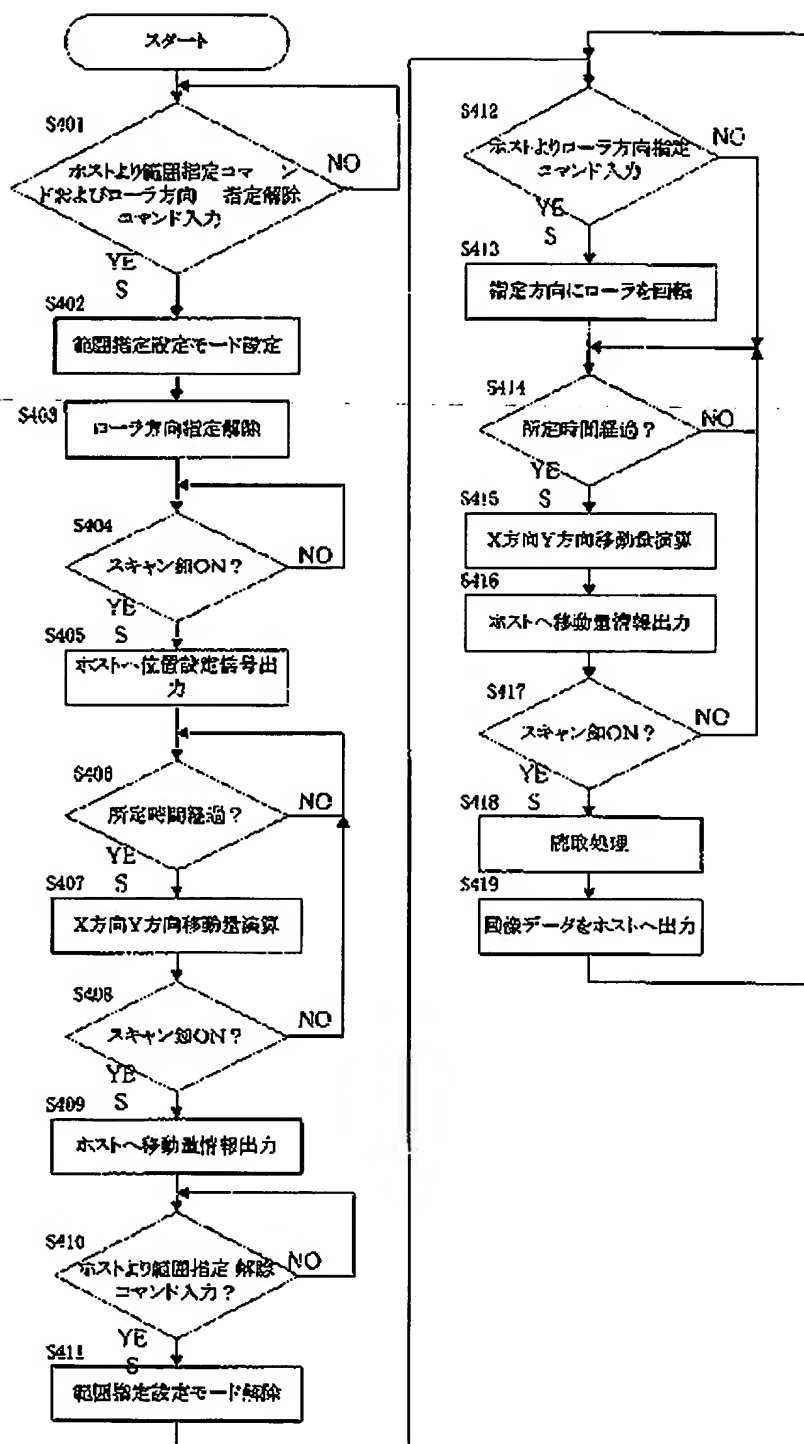 スタート
S401
ホストより範囲指定コマン
ドおよびローラ方向 指定解除
コマンド入力
NO
YE
S
S402
範囲指定設定モード設定
S403
ローラ方向指定解除
S404
スキャン釦ON?
NO
YE
S
S405
ホストへ位置設定信号出
力
S406
所定時間経過?
NO
YE
S
S407
X方向Y方向移動量演算
S408
スキャン釦ON?
NO
YE
S
S409
ホストへ移動量情報出力
S410
ホストより範囲指定 解除
コマンド入力?
NO
YE
S
S411
範囲指定設定モード解除
S412
ホストよりローラ方向指定
コマンド入力
NO
YE
S
S413
指定方向にローラを回転
S414
所定時間経過?
NO
YE
S
S415
X方向Y方向移動量演算
S416
ホストへ移動量情報出力
S417
スキャン釦ON?
NO
YE
S
S418
読取処理
S419
画像データをホストへ出力